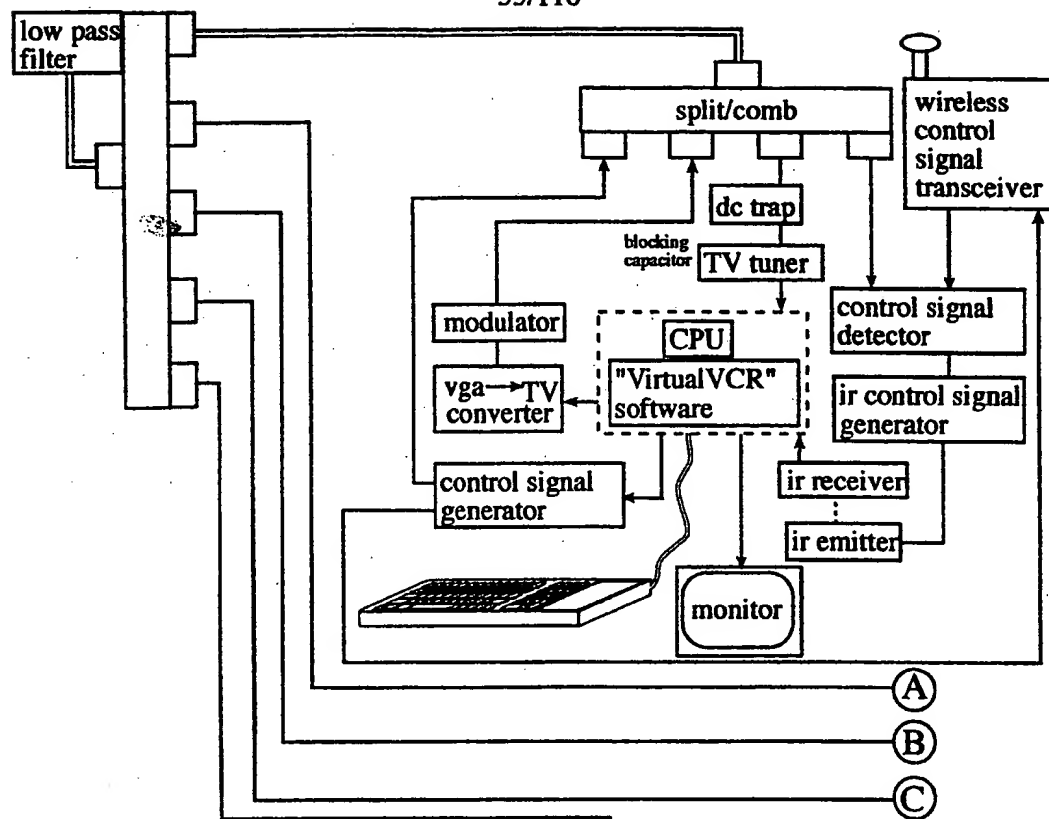 low pass
filter
split/comb
wireless
control
signal
transceiver
dc trap
blocking
capacitor
TV tuner
control signal
detector
modulator
CPU
"VirtualVCR"
software
vga→TV
converter
ir control signal
generator
control signal
generator
ir receiver
ir emitter
monitor
A
B
C